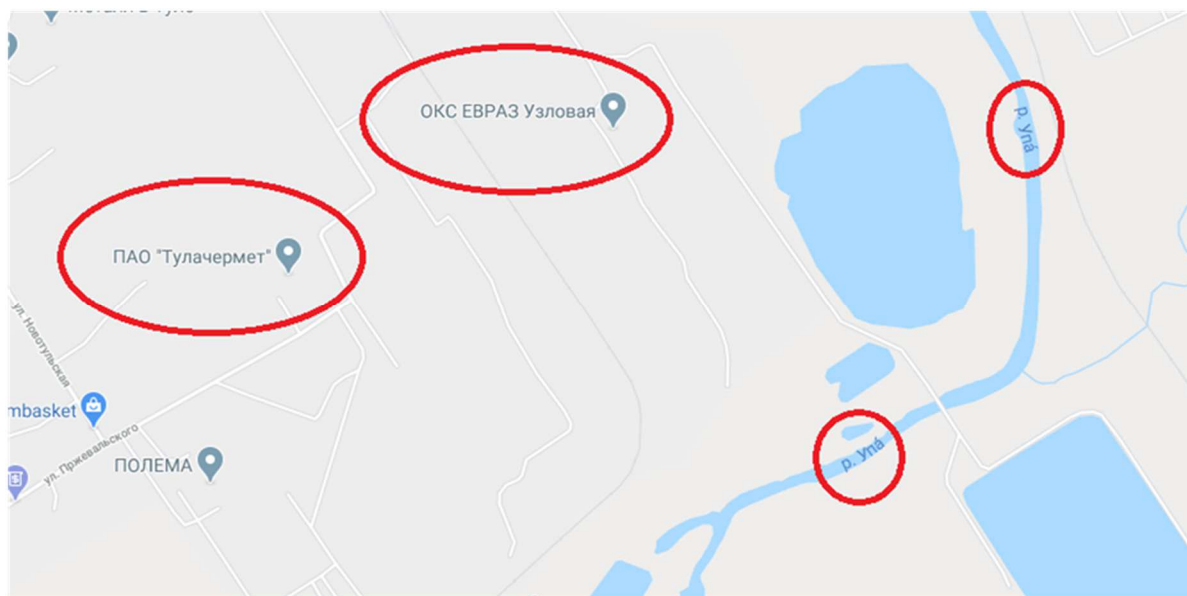 ОКС ЕВРАЗ Узловая
р. Упа́
ПАО "Тулачермет"
ул. Новотульская
mbasket
ул. Пржевальского
ПОЛЕМА
р. Упа́